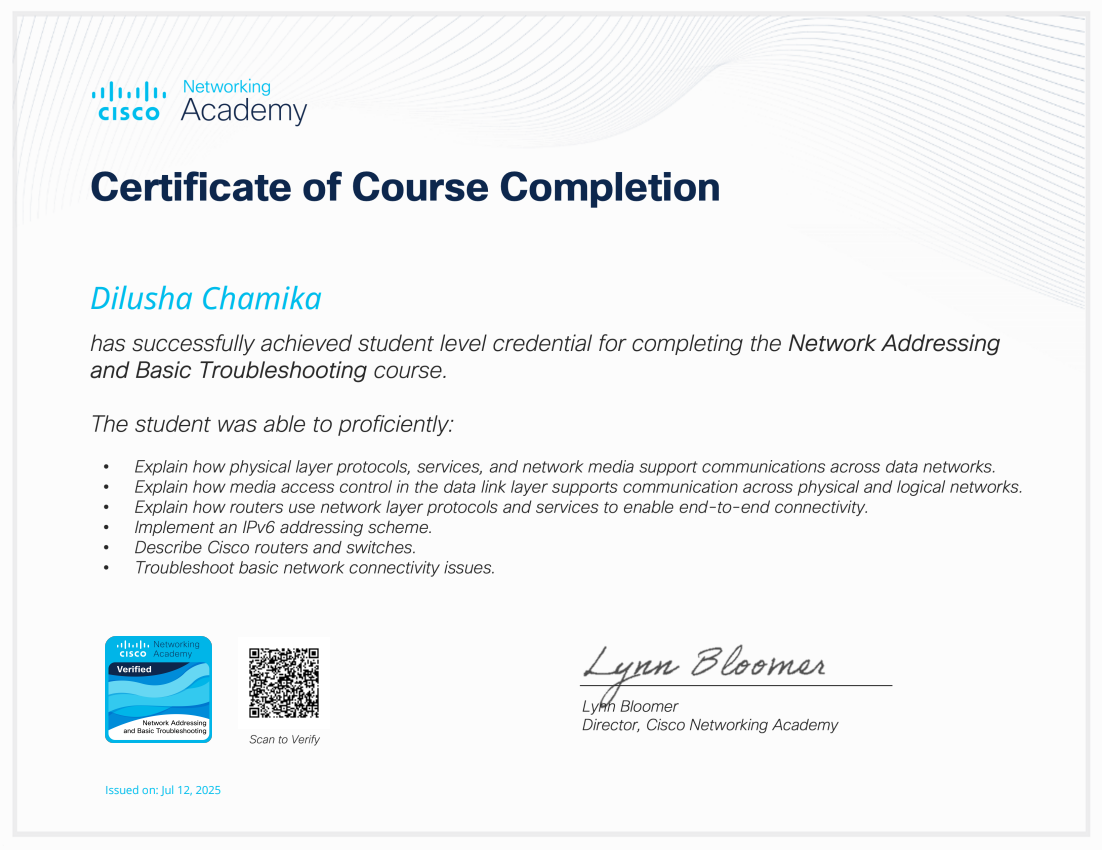 Networking
CISCO Academy
Certificate of Course Completion
Dilusha Chamika
has successfully achieved student level credential for completing the Network Addressing
and Basic Troubleshooting course.
The student was able to proficiently:
• Explain how physical layer protocols, services, and network media support communications across data networks.
• Explain how media access control in the data link layer supports communication across physical and logical networks.
• Explain how routers use network layer protocols and services to enable end-to-end connectivity.
• Implement an IPv6 addressing scheme.
• Describe Cisco routers and switches.
• Troubleshoot basic network connectivity issues.
Networking
CISCO Academy
Verified
Network Addressing
and Basic Troubleshooting
Scan to Verify
Lynn Bloomer
Lynn Bloomer
Director, Cisco Networking Academy
Issued on: Jul 12, 2025